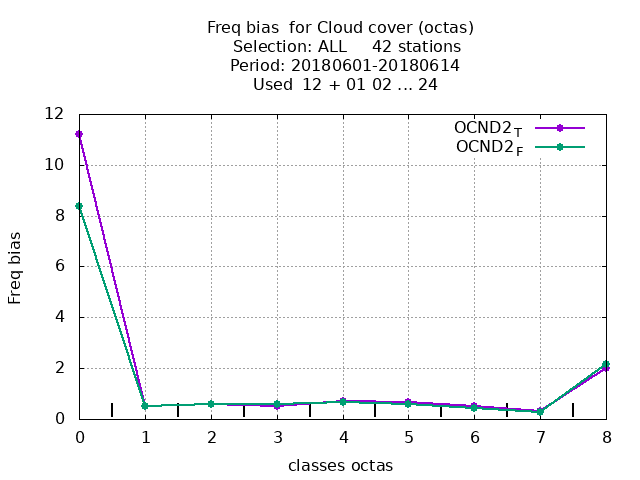 Freq bias  for Cloud cover (octas)
Selection: ALL     42 stations
Period: 20180601-20180614
Used  12 + 01 02 ... 24
OCND2T
OCND2F
12
10
8
6
4
2
0
Freq bias
0 1 2 3 4 5 6 7 8
classes octas